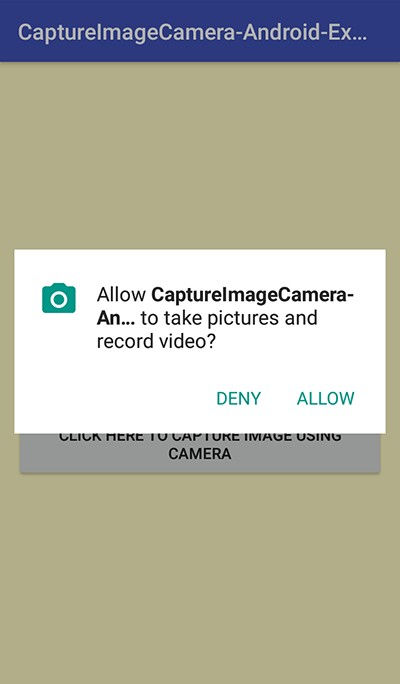 CaptureImageCamera-Android-Ex...
Allow CaptureImageCamera-
An... to take pictures and
record video?
DENY ALLOW
CLICK HERE TO CAPTURE IMAGE USING
CAMERA